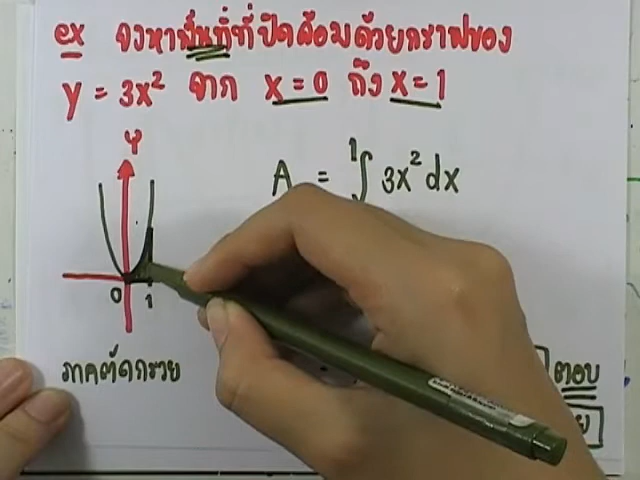 ex จงหาพื้นที่ที่ปิดล้อมด้วยกราฟของ
y = 3x² จาก x = 0 ถึง x = 1
Y
A = ¹∫ 3x² dx
0 1
ภาคตัดกรวย
ตอบ